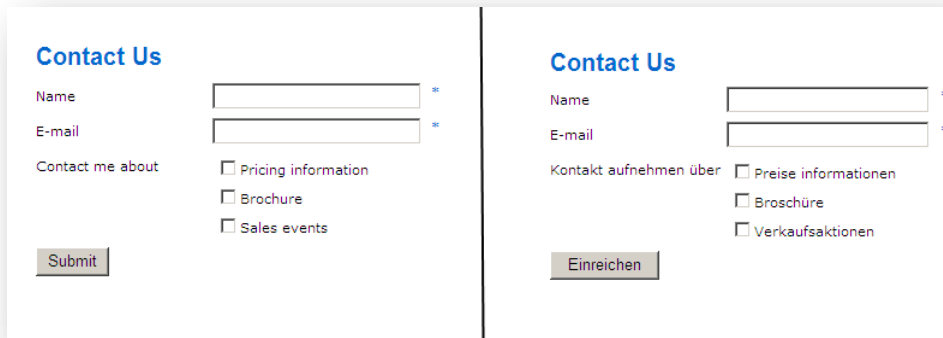 Contact Us
Name *
E-mail *
Contact me about Pricing information
Brochure
Sales events
Submit
Contact Us
Name *
E-mail *
Kontakt aufnehmen über Preise informationen
Broschüre
Verkaufsaktionen
Einreichen